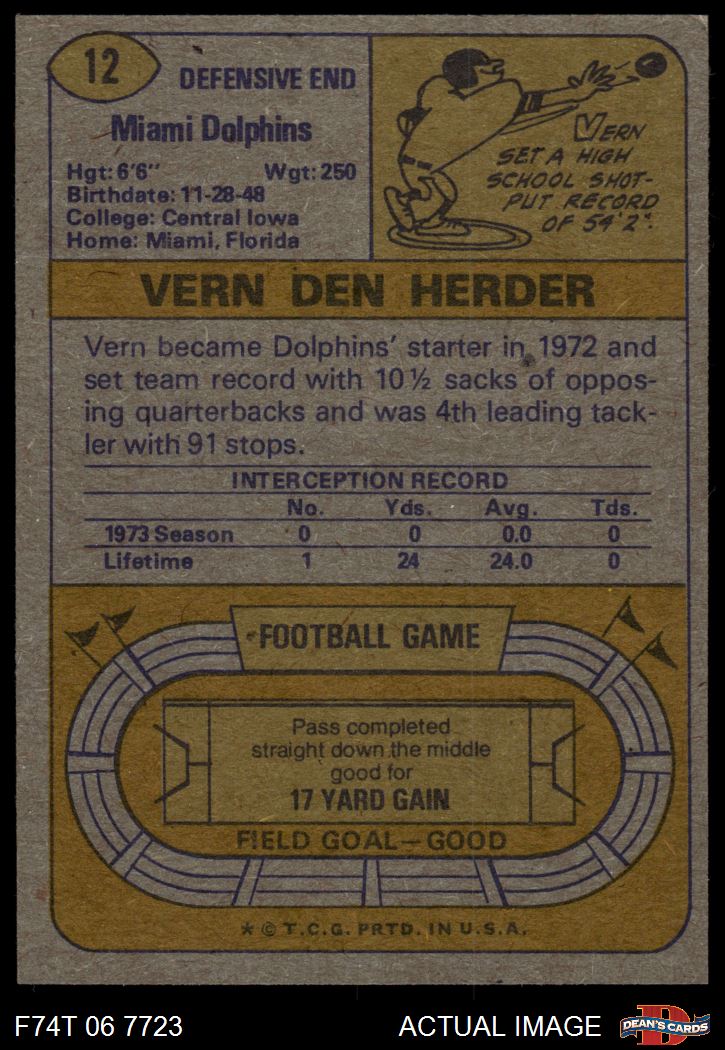 12
DEFENSIVE END
Miami Dolphins
Hgt: 6'6" Wgt: 250
Birthdate: 11-28-48
College: Central Iowa
Home: Miami, Florida
VERN
SET A HIGH
SCHOOL SHOT-
PUT RECORD
OF 54'2".
VERN DEN HERDER
Vern became Dolphins' starter in 1972 and
set team record with 10½ sacks of oppos-
ing quarterbacks and was 4th leading tack-
ler with 91 stops.
INTERCEPTION RECORD
No. Yds. Avg. Tds.
1973 Season 0 0 0.0 0
Lifetime 1 24 24.0 0
FOOTBALL GAME
Pass completed
straight down the middle
good for
17 YARD GAIN
FIELD GOAL—GOOD
* © T.C.G. PRTD. IN U.S.A.
F74T 06 7723 ACTUAL IMAGE
D
DEAN'S CARDS